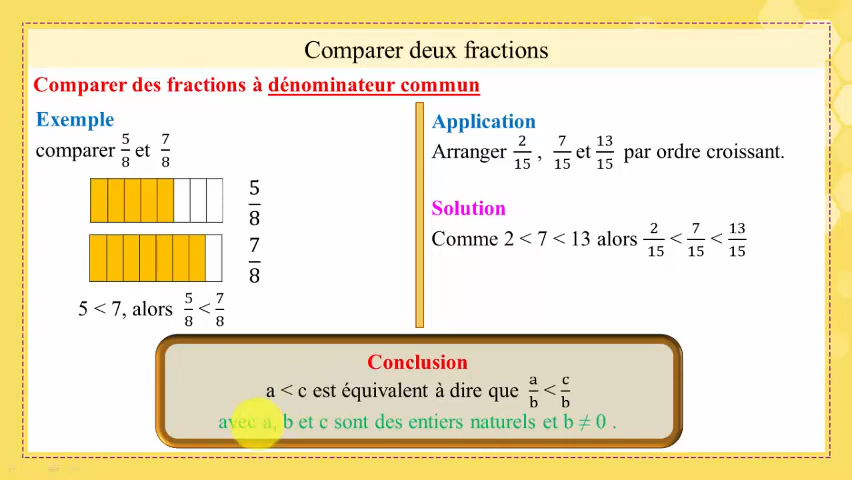 Comparer deux fractions
Comparer des fractions à dénominateur commun
Exemple
comparer 5/8 et 7/8
5/8
7/8
5 < 7, alors 5/8 < 7/8
Application
Arranger 2/15 , 7/15 et 13/15 par ordre croissant.
Solution
Comme 2 < 7 < 13 alors 2/15 < 7/15 < 13/15
Conclusion
a < c est équivalent à dire que a/b < c/b
avec a, b et c sont des entiers naturels et b ≠ 0 .